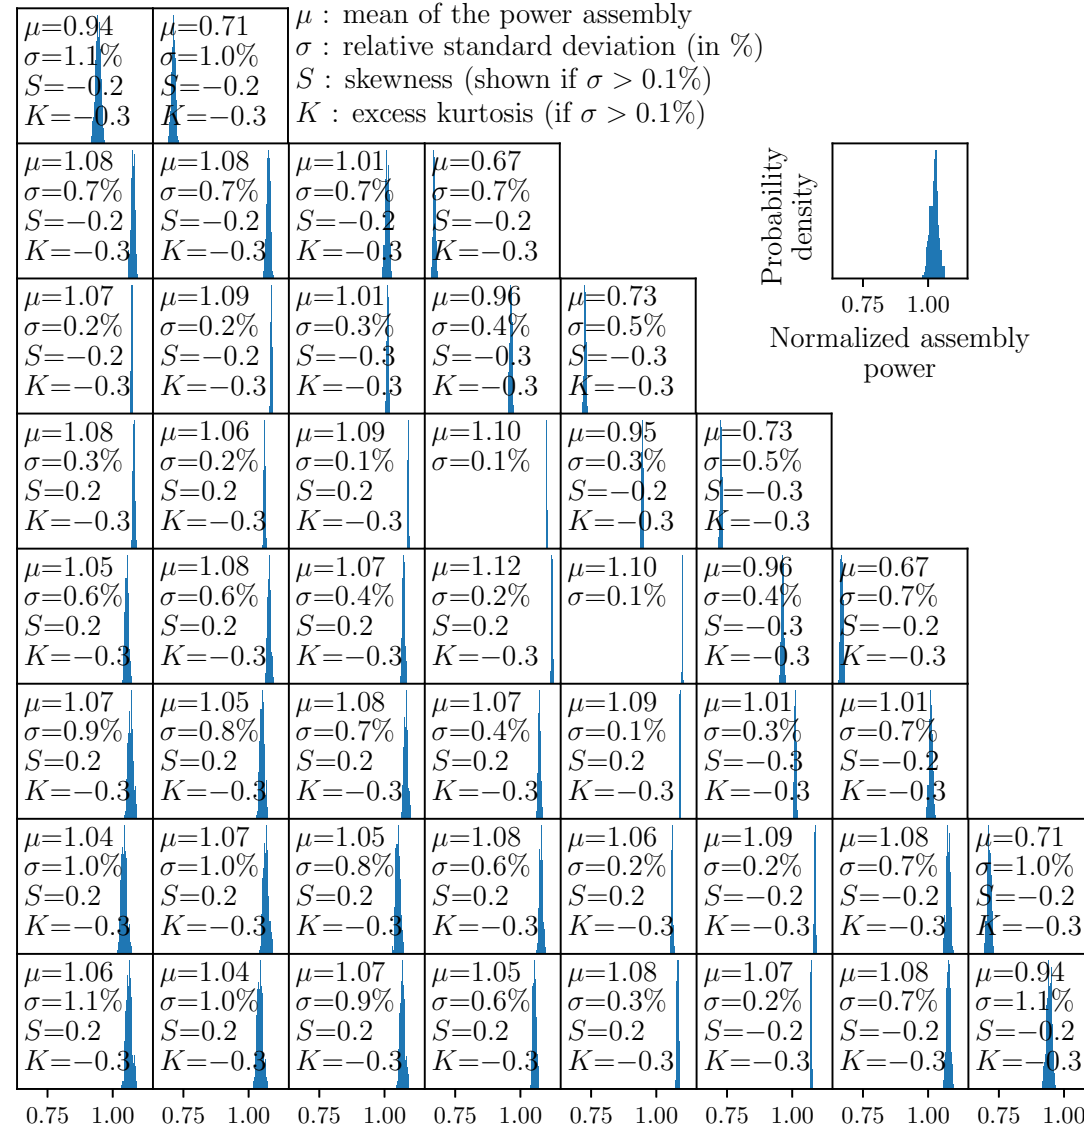 μ : mean of the power assembly
σ : relative standard deviation (in %)
S : skewness (shown if σ > 0.1%)
K : excess kurtosis (if σ > 0.1%)
μ=0.94 μ=0.71
σ=1.1% σ=1.0%
S=−0.2 S=−0.2
K=−0.3 K=−0.3
μ=1.08 μ=1.08 μ=1.01 μ=0.67
σ=0.7% σ=0.7% σ=0.7% σ=0.7%
S=−0.2 S=−0.2 S=−0.2 S=−0.2
K=−0.3 K=−0.3 K=−0.3 K=−0.3
Probability
density
0.75 1.00
Normalized assembly
power
μ=1.07 μ=1.09 μ=1.01 μ=0.96 μ=0.73
σ=0.2% σ=0.2% σ=0.3% σ=0.4% σ=0.5%
S=−0.2 S=−0.2 S=−0.3 S=−0.3 S=−0.3
K=−0.3 K=−0.3 K=−0.3 K=−0.3 K=−0.3
μ=1.08 μ=1.06 μ=1.09 μ=1.10 μ=0.95 μ=0.73
σ=0.3% σ=0.2% σ=0.1% σ=0.1% σ=0.3% σ=0.5%
S=0.2 S=0.2 S=0.2 S=−0.2 S=−0.3
K=−0.3 K=−0.3 K=−0.3 K=−0.3 K=−0.3
μ=1.05 μ=1.08 μ=1.07 μ=1.12 μ=1.10 μ=0.96 μ=0.67
σ=0.6% σ=0.6% σ=0.4% σ=0.2% σ=0.1% σ=0.4% σ=0.7%
S=0.2 S=0.2 S=0.2 S=0.2 S=−0.3 S=−0.2
K=−0.3 K=−0.3 K=−0.3 K=−0.3 K=−0.3 K=−0.3
μ=1.07 μ=1.05 μ=1.08 μ=1.07 μ=1.09 μ=1.01 μ=1.01
σ=0.9% σ=0.8% σ=0.7% σ=0.4% σ=0.1% σ=0.3% σ=0.7%
S=0.2 S=0.2 S=0.2 S=0.2 S=0.2 S=−0.3 S=−0.2
K=−0.3 K=−0.3 K=−0.3 K=−0.3 K=−0.3 K=−0.3 K=−0.3
μ=1.04 μ=1.07 μ=1.05 μ=1.08 μ=1.06 μ=1.09 μ=1.08 μ=0.71
σ=1.0% σ=1.0% σ=0.8% σ=0.6% σ=0.2% σ=0.2% σ=0.7% σ=1.0%
S=0.2 S=0.2 S=0.2 S=0.2 S=0.2 S=−0.2 S=−0.2 S=−0.2
K=−0.3 K=−0.3 K=−0.3 K=−0.3 K=−0.3 K=−0.3 K=−0.3 K=−0.3
μ=1.06 μ=1.04 μ=1.07 μ=1.05 μ=1.08 μ=1.07 μ=1.08 μ=0.94
σ=1.1% σ=1.0% σ=0.9% σ=0.6% σ=0.3% σ=0.2% σ=0.7% σ=1.1%
S=0.2 S=0.2 S=0.2 S=0.2 S=0.2 S=−0.2 S=−0.2 S=−0.2
K=−0.3 K=−0.3 K=−0.3 K=−0.3 K=−0.3 K=−0.3 K=−0.3 K=−0.3
0.75 1.00 0.75 1.00 0.75 1.00 0.75 1.00 0.75 1.00 0.75 1.00 0.75 1.00 0.75 1.00